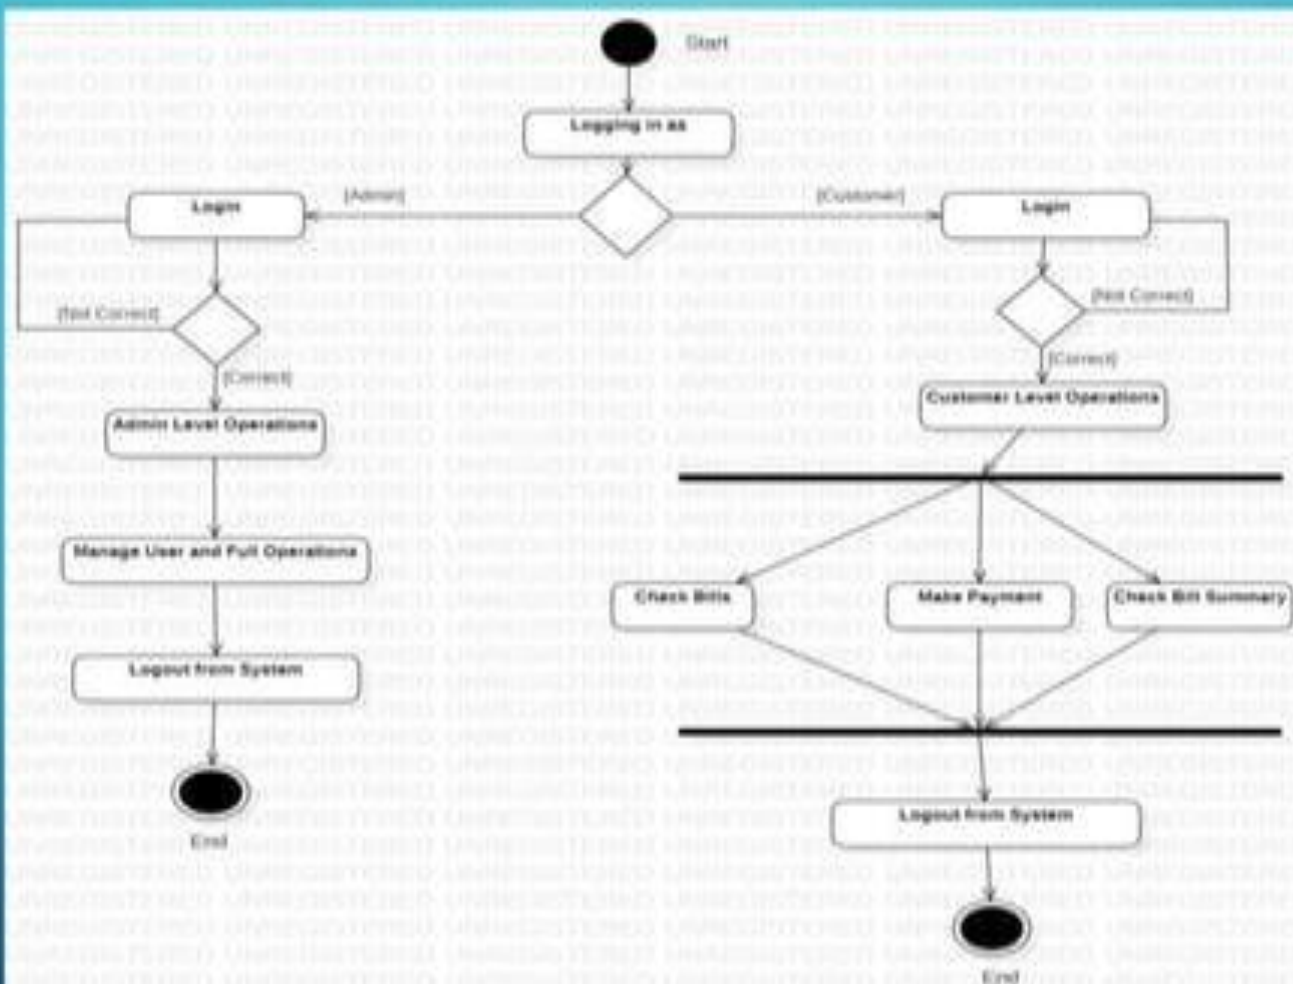 Start
Logging in as
[Admin]
[Customer]
Login
Login
[Not Correct]
[Not Correct]
[Correct]
[Correct]
Admin Level Operations
Customer Level Operations
Manage User and Full Operations
Check Bills
Make Payment
Check Bill Summary
Logout from System
Logout from System
End
End